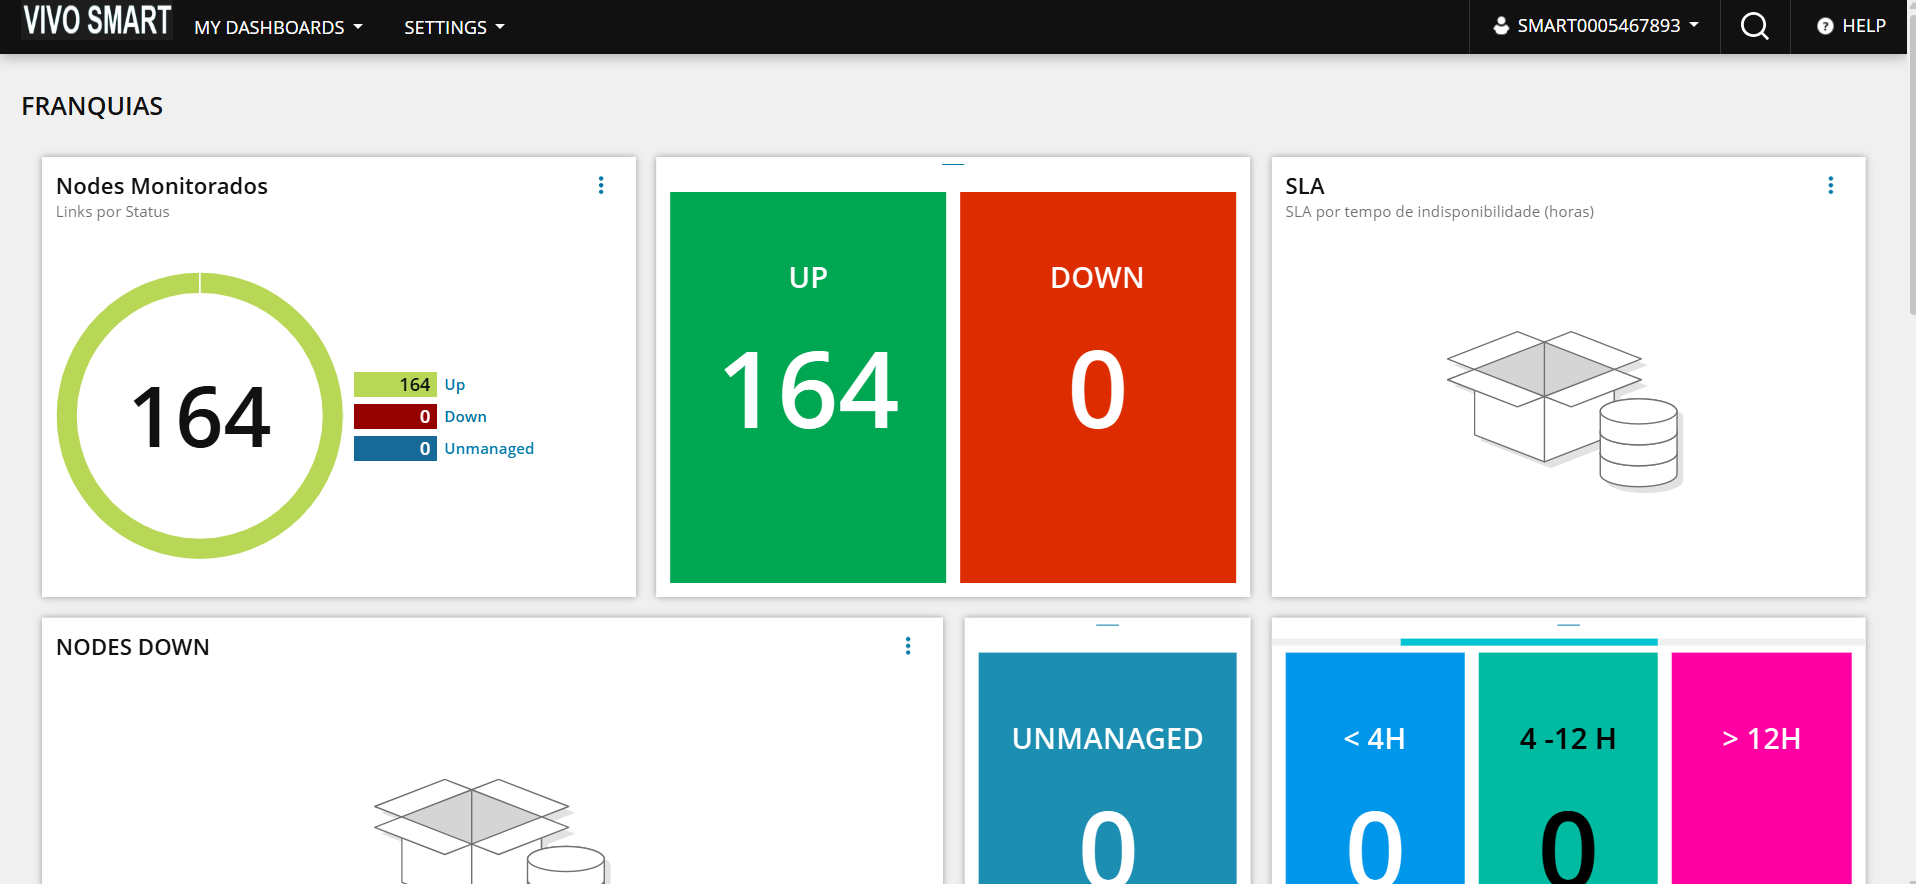 VIVO SMART
MY DASHBOARDS
SETTINGS
SMART0005467893
? HELP
FRANQUIAS
Nodes Monitorados
Links por Status
164
164 Up
0 Down
0 Unmanaged
UP
164
DOWN
0
SLA
SLA por tempo de indisponibilidade (horas)
NODES DOWN
UNMANAGED
0
< 4H
0
4 -12 H
0
> 12H